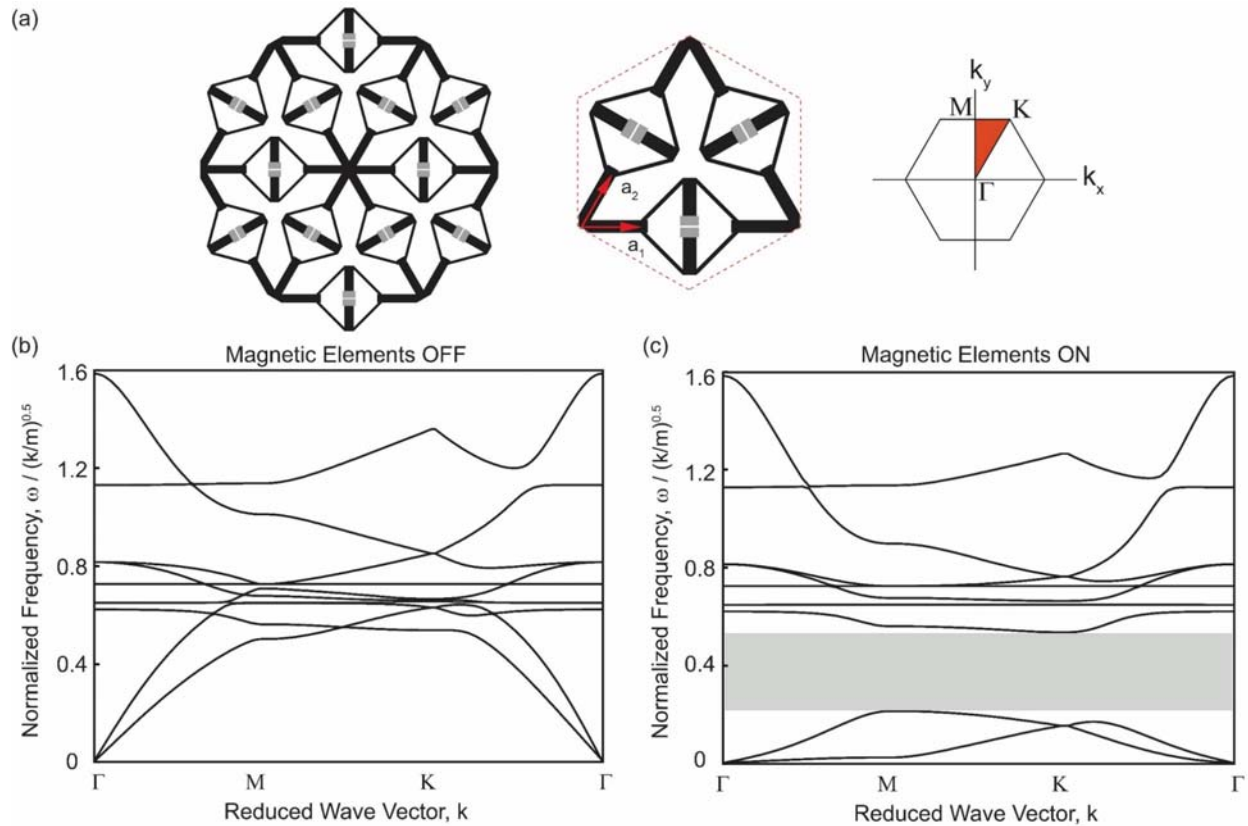 (a)
a₂
a₁
k_y
M
K
Γ
k_x
(b)
Magnetic Elements OFF
Normalized Frequency, ω / (k/m)^0.5
1.6
1.2
0.8
0.4
0
Γ
M
K
Γ
Reduced Wave Vector, k
(c)
Magnetic Elements ON
Normalized Frequency, ω / (k/m)^0.5
1.6
1.2
0.8
0.4
0
Γ
M
K
Γ
Reduced Wave Vector, k